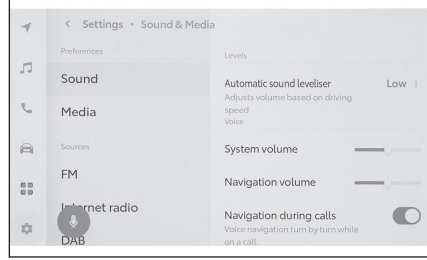 < Settings • Sound & Media
Preferences
Sound
Media
Sources
FM
Internet radio
DAB
Levels
Automatic sound leveliser
Low
Adjusts volume based on driving
speed
Voice
System volume
Navigation volume
Navigation during calls
Voice navigation turn by turn while
on a call.